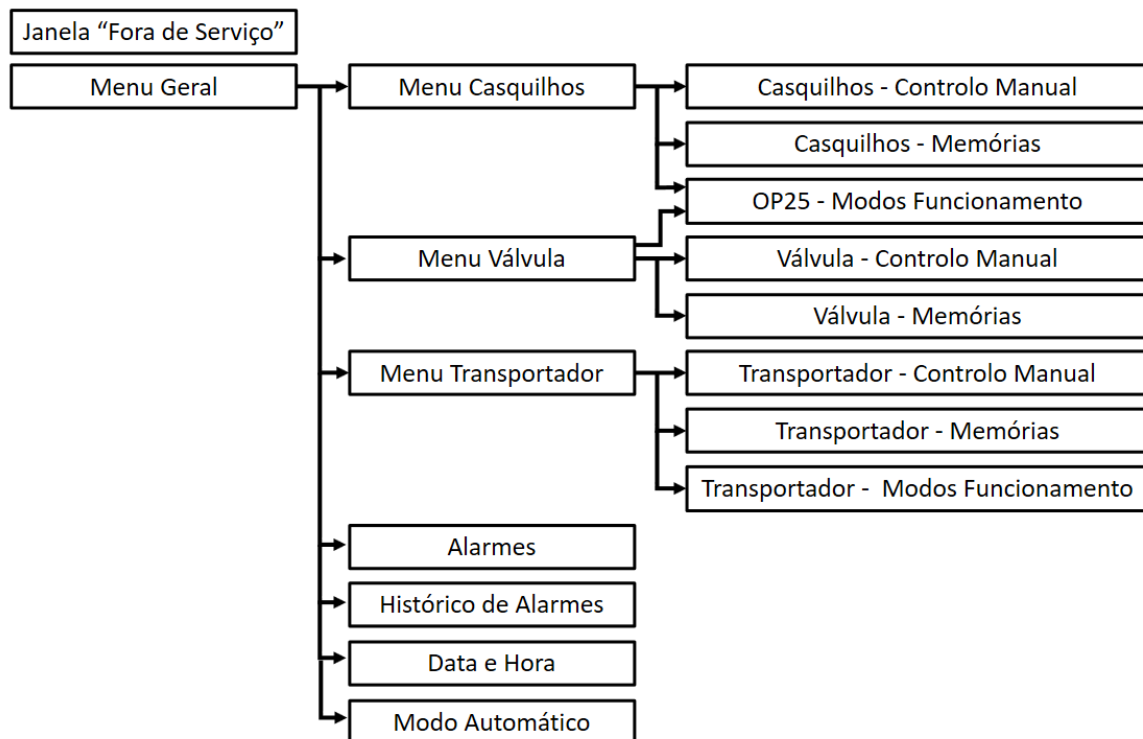 Janela “Fora de Serviço”
Menu Geral
Menu Casquilhos
Casquilhos - Controlo Manual
Casquilhos - Memórias
OP25 - Modos Funcionamento
Menu Válvula
Válvula - Controlo Manual
Válvula - Memórias
Menu Transportador
Transportador - Controlo Manual
Transportador - Memórias
Transportador -  Modos Funcionamento
Alarmes
Histórico de Alarmes
Data e Hora
Modo Automático